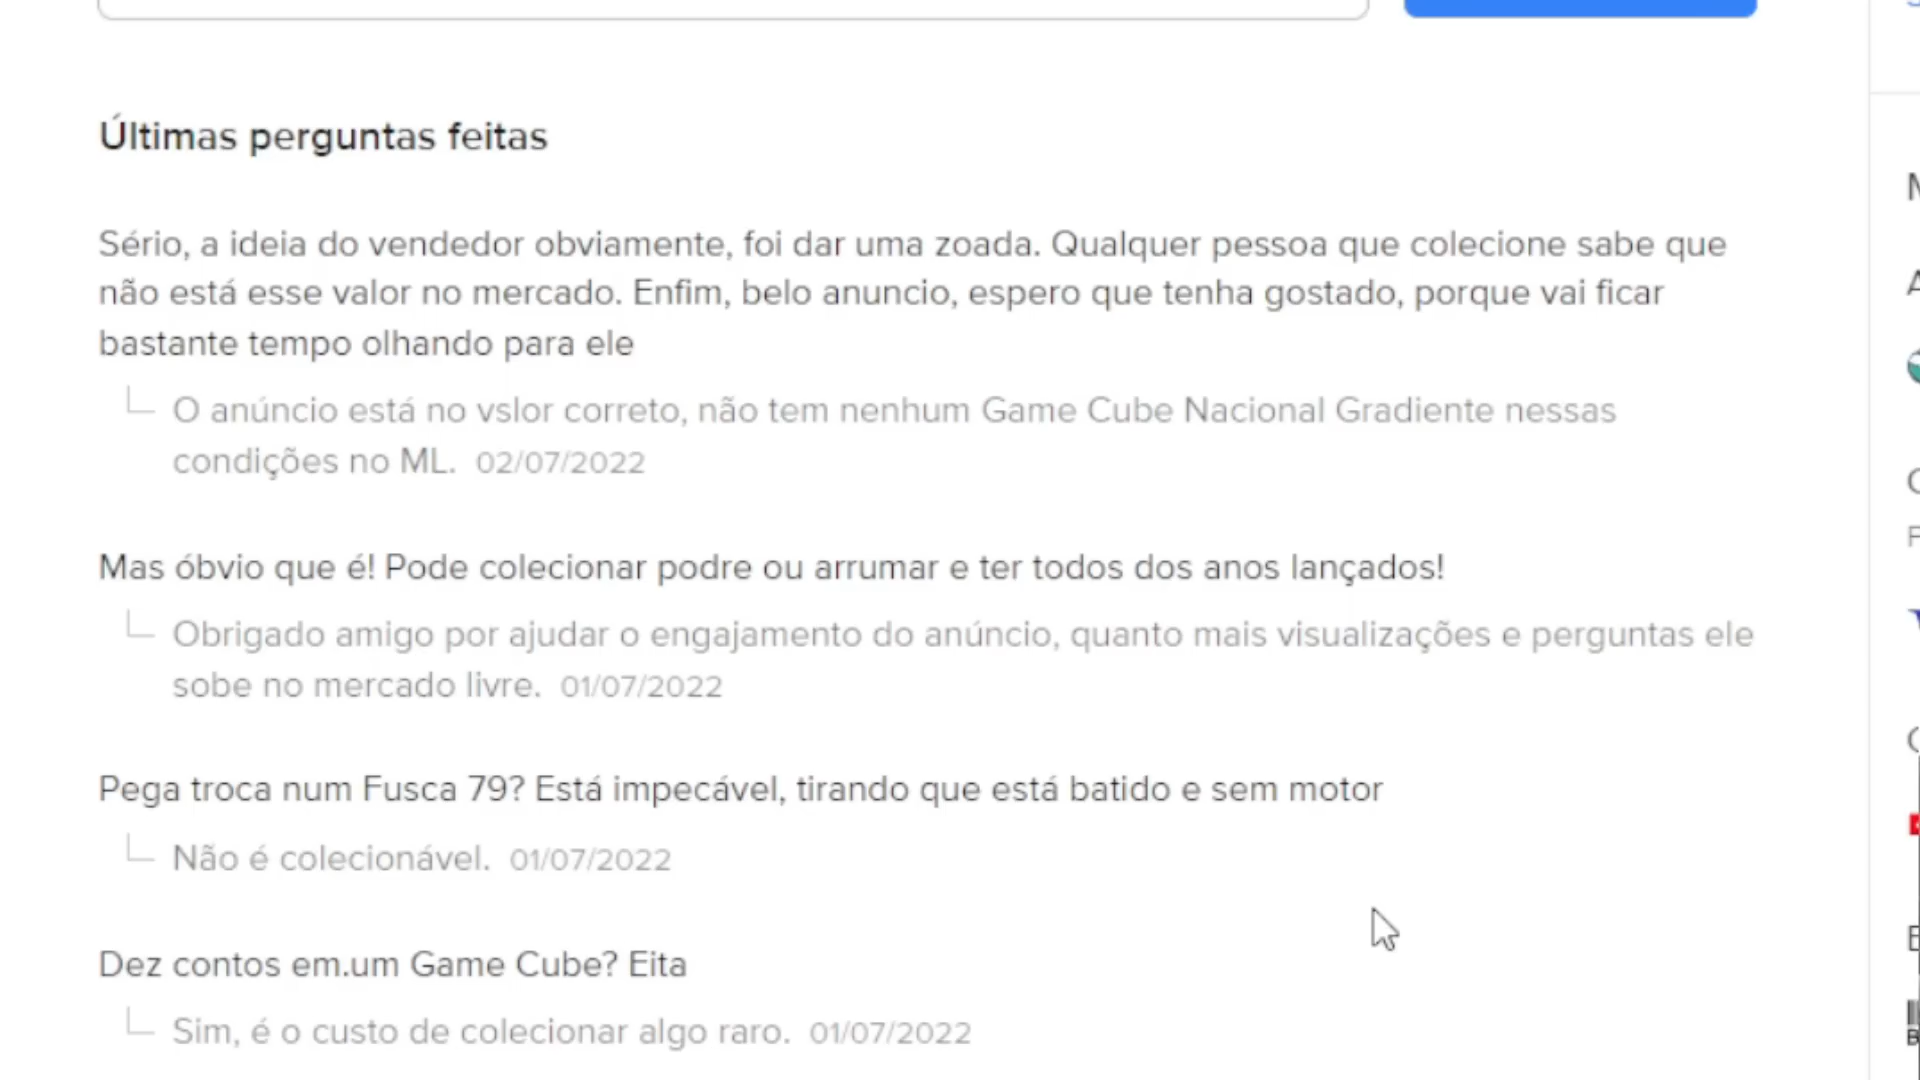 Últimas perguntas feitas
Sério, a ideia do vendedor obviamente, foi dar uma zoada. Qualquer pessoa que colecione sabe que
não está esse valor no mercado. Enfim, belo anuncio, espero que tenha gostado, porque vai ficar
bastante tempo olhando para ele
O anúncio está no vslor correto, não tem nenhum Game Cube Nacional Gradiente nessas
condições no ML. 02/07/2022
Mas óbvio que é! Pode colecionar podre ou arrumar e ter todos dos anos lançados!
Obrigado amigo por ajudar o engajamento do anúncio, quanto mais visualizações e perguntas ele
sobe no mercado livre. 01/07/2022
Pega troca num Fusca 79? Está impecável, tirando que está batido e sem motor
Não é colecionável. 01/07/2022
Dez contos em.um Game Cube? Eita
Sim, é o custo de colecionar algo raro. 01/07/2022